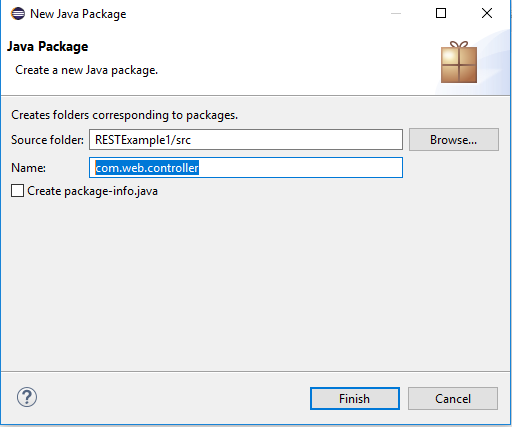 New Java Package
Java Package
Create a new Java package.
Creates folders corresponding to packages.
Source folder: RESTExample1/src Browse...
Name: com.web.controller
Create package-info.java
? Finish Cancel